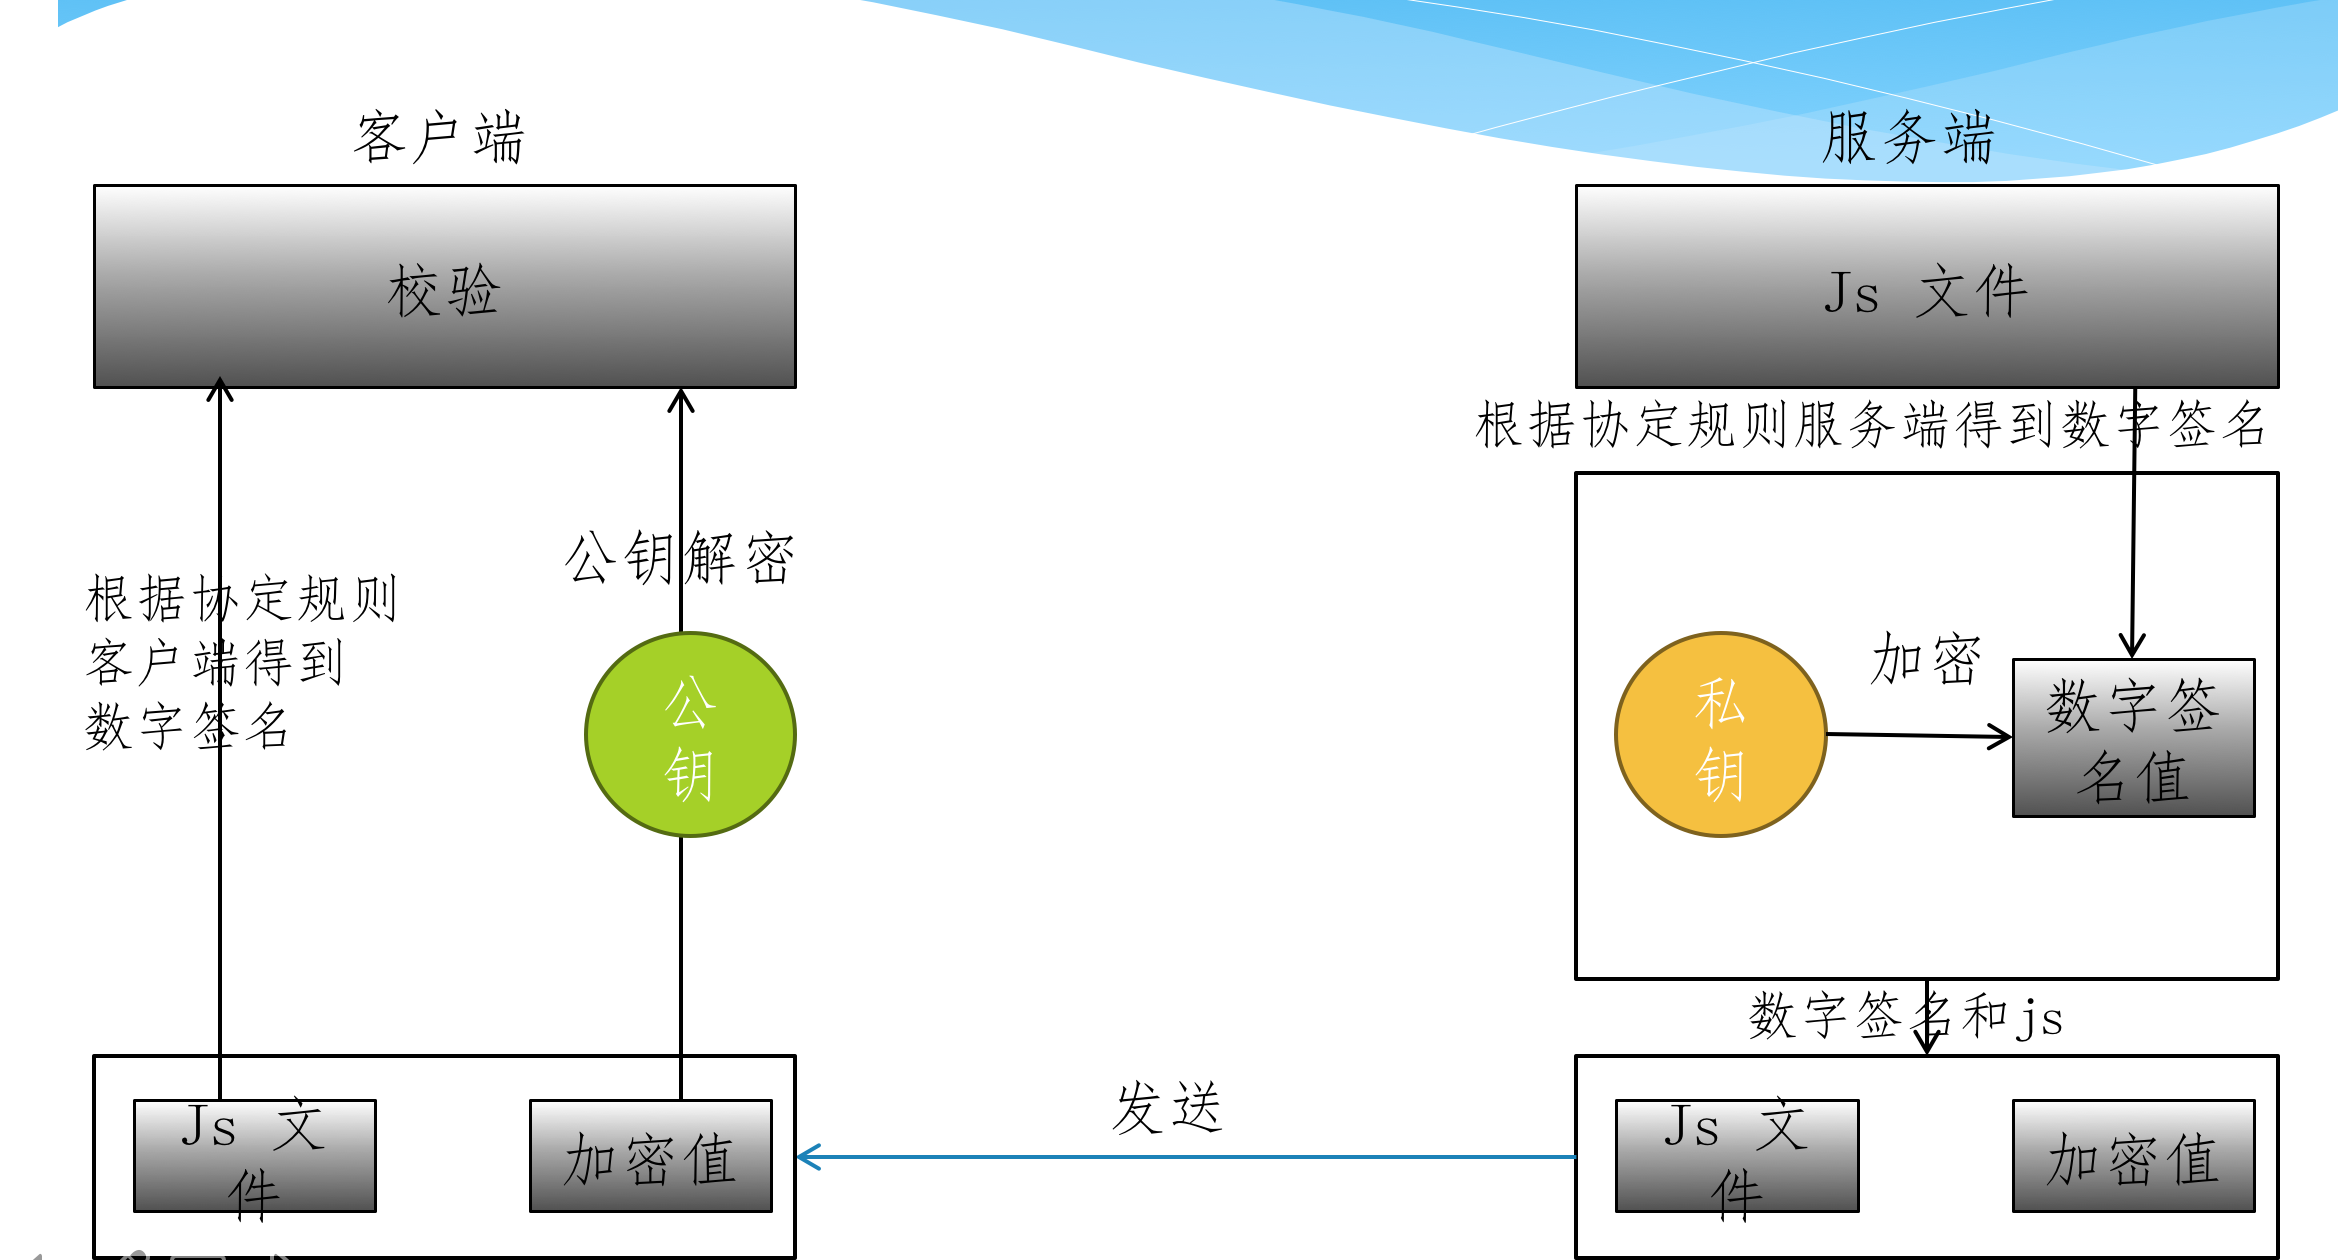 客户端
服务端
校验
Js 文件
根据协定规则服务端得到数字签名
公钥解密
根据协定规则
客户端得到
数字签名
公
钥
私
钥
加密
数字签
名值
数字签名和js
发送
Js 文
件
加密值
Js 文
件
加密值